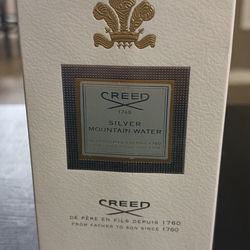 CREED
1760
SILVER
MOUNTAIN WATER
CREED
DE PÈRE EN FILS DEPUIS 1760
FROM FATHER TO SON SINCE 1760